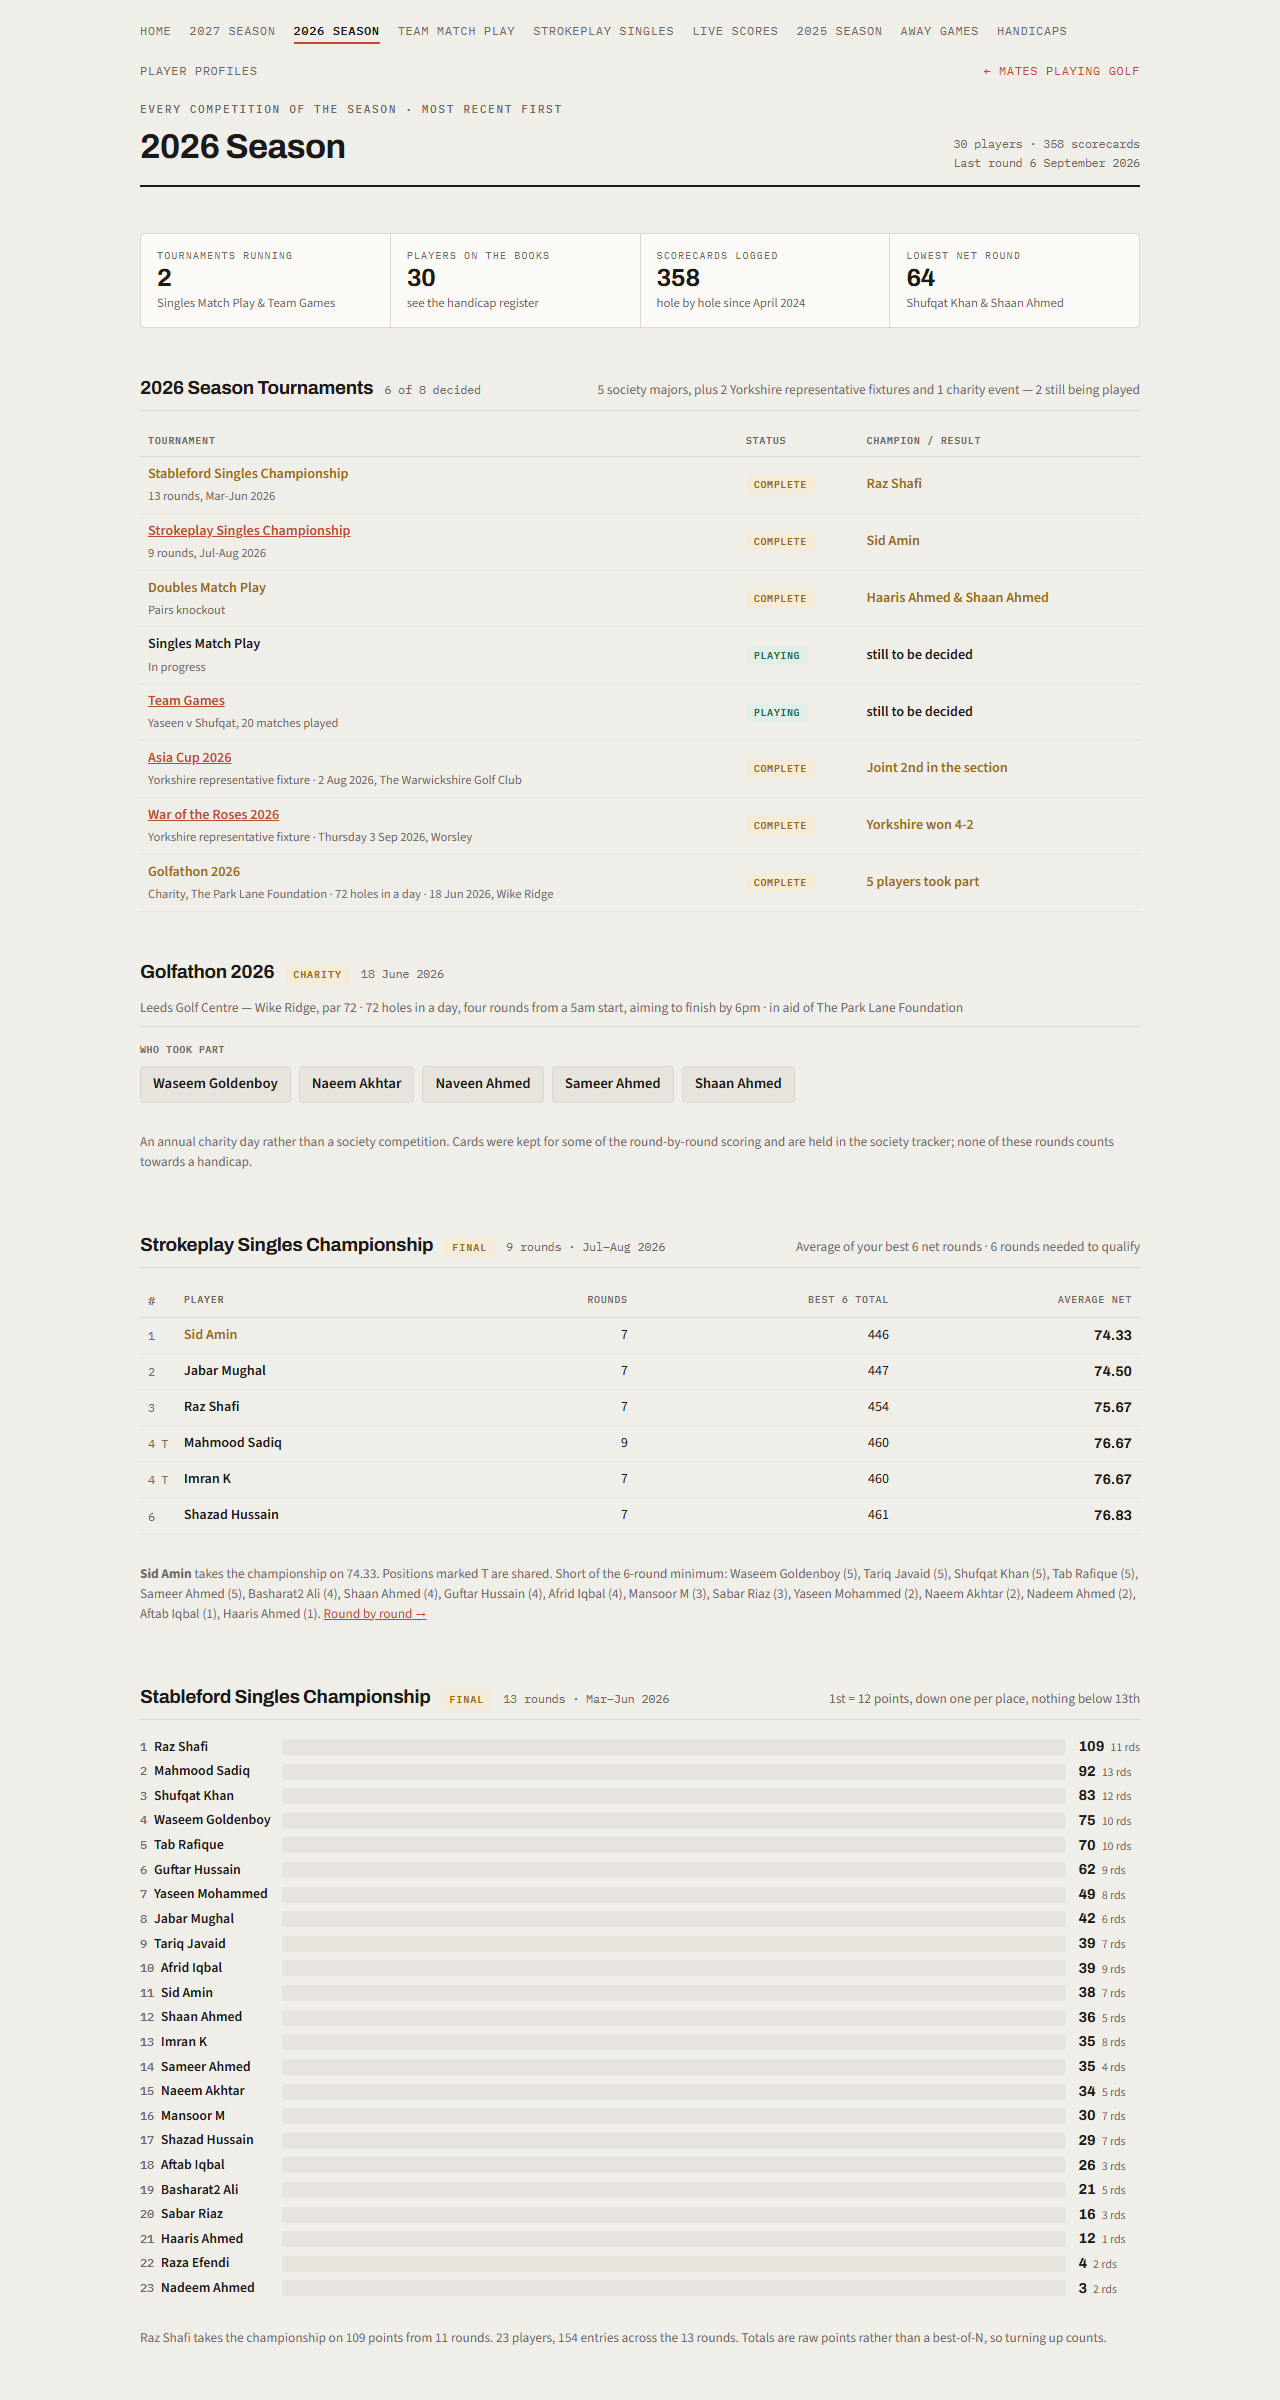 HOME 2027 SEASON 2026 SEASON TEAM MATCH PLAY STROKEPLAY SINGLES LIVE SCORES 2025 SEASON AWAY GAMES HANDICAPS
PLAYER PROFILES ← MATES PLAYING GOLF
EVERY COMPETITION OF THE SEASON · MOST RECENT FIRST
2026 Season
30 players · 358 scorecards
Last round 6 September 2026
TOURNAMENTS RUNNING
2
Singles Match Play & Team Games
PLAYERS ON THE BOOKS
30
see the handicap register
SCORECARDS LOGGED
358
hole by hole since April 2024
LOWEST NET ROUND
64
Shufqat Khan & Shaan Ahmed
2026 Season Tournaments 6 of 8 decided 5 society majors, plus 2 Yorkshire representative fixtures and 1 charity event — 2 still being played
TOURNAMENT STATUS CHAMPION / RESULT
Stableford Singles Championship
13 rounds, Mar-Jun 2026
COMPLETE Raz Shafi
Strokeplay Singles Championship
9 rounds, Jul-Aug 2026
COMPLETE Sid Amin
Doubles Match Play
Pairs knockout
COMPLETE Haaris Ahmed & Shaan Ahmed
Singles Match Play
In progress
PLAYING still to be decided
Team Games
Yaseen v Shufqat, 20 matches played
PLAYING still to be decided
Asia Cup 2026
Yorkshire representative fixture · 2 Aug 2026, The Warwickshire Golf Club
COMPLETE Joint 2nd in the section
War of the Roses 2026
Yorkshire representative fixture · Thursday 3 Sep 2026, Worsley
COMPLETE Yorkshire won 4-2
Golfathon 2026
Charity, The Park Lane Foundation · 72 holes in a day · 18 Jun 2026, Wike Ridge
COMPLETE 5 players took part
Golfathon 2026 CHARITY 18 June 2026
Leeds Golf Centre — Wike Ridge, par 72 · 72 holes in a day, four rounds from a 5am start, aiming to finish by 6pm · in aid of The Park Lane Foundation
WHO TOOK PART
Waseem Goldenboy Naeem Akhtar Naveen Ahmed Sameer Ahmed Shaan Ahmed
An annual charity day rather than a society competition. Cards were kept for some of the round-by-round scoring and are held in the society tracker; none of these rounds counts
towards a handicap.
Strokeplay Singles Championship FINAL 9 rounds · Jul–Aug 2026 Average of your best 6 net rounds · 6 rounds needed to qualify
# PLAYER ROUNDS BEST 6 TOTAL AVERAGE NET
1 Sid Amin 7 446 74.33
2 Jabar Mughal 7 447 74.50
3 Raz Shafi 7 454 75.67
4 T Mahmood Sadiq 9 460 76.67
4 T Imran K 7 460 76.67
6 Shazad Hussain 7 461 76.83
Sid Amin takes the championship on 74.33. Positions marked T are shared. Short of the 6-round minimum: Waseem Goldenboy (5), Tariq Javaid (5), Shufqat Khan (5), Tab Rafique (5),
Sameer Ahmed (5), Basharat2 Ali (4), Shaan Ahmed (4), Guftar Hussain (4), Afrid Iqbal (4), Mansoor M (3), Sabar Riaz (3), Yaseen Mohammed (2), Naeem Akhtar (2), Nadeem Ahmed (2),
Aftab Iqbal (1), Haaris Ahmed (1). Round by round →
Stableford Singles Championship FINAL 13 rounds · Mar–Jun 2026 1st = 12 points, down one per place, nothing below 13th
1 Raz Shafi 109 11 rds
2 Mahmood Sadiq 92 13 rds
3 Shufqat Khan 83 12 rds
4 Waseem Goldenboy 75 10 rds
5 Tab Rafique 70 10 rds
6 Guftar Hussain 62 9 rds
7 Yaseen Mohammed 49 8 rds
8 Jabar Mughal 42 6 rds
9 Tariq Javaid 39 7 rds
10 Afrid Iqbal 39 9 rds
11 Sid Amin 38 7 rds
12 Shaan Ahmed 36 5 rds
13 Imran K 35 8 rds
14 Sameer Ahmed 35 4 rds
15 Naeem Akhtar 34 5 rds
16 Mansoor M 30 7 rds
17 Shazad Hussain 29 7 rds
18 Aftab Iqbal 26 3 rds
19 Basharat2 Ali 21 5 rds
20 Sabar Riaz 16 3 rds
21 Haaris Ahmed 12 1 rds
22 Raza Efendi 4 2 rds
23 Nadeem Ahmed 3 2 rds
Raz Shafi takes the championship on 109 points from 11 rounds. 23 players, 154 entries across the 13 rounds. Totals are raw points rather than a best-of-N, so turning up counts.